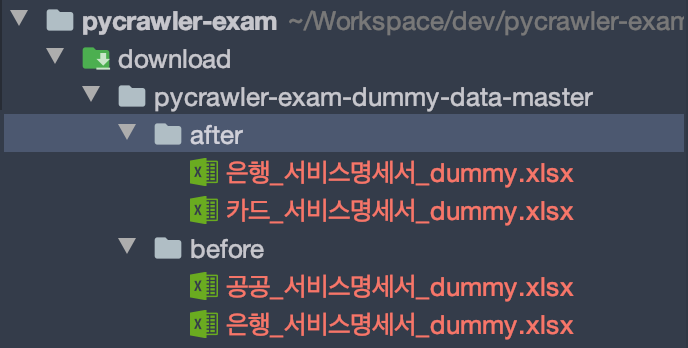 pycrawler-exam ~/Workspace/dev/pycrawler-exam
download
pycrawler-exam-dummy-data-master
after
은행_서비스명세서_dummy.xlsx
카드_서비스명세서_dummy.xlsx
before
공공_서비스명세서_dummy.xlsx
은행_서비스명세서_dummy.xlsx